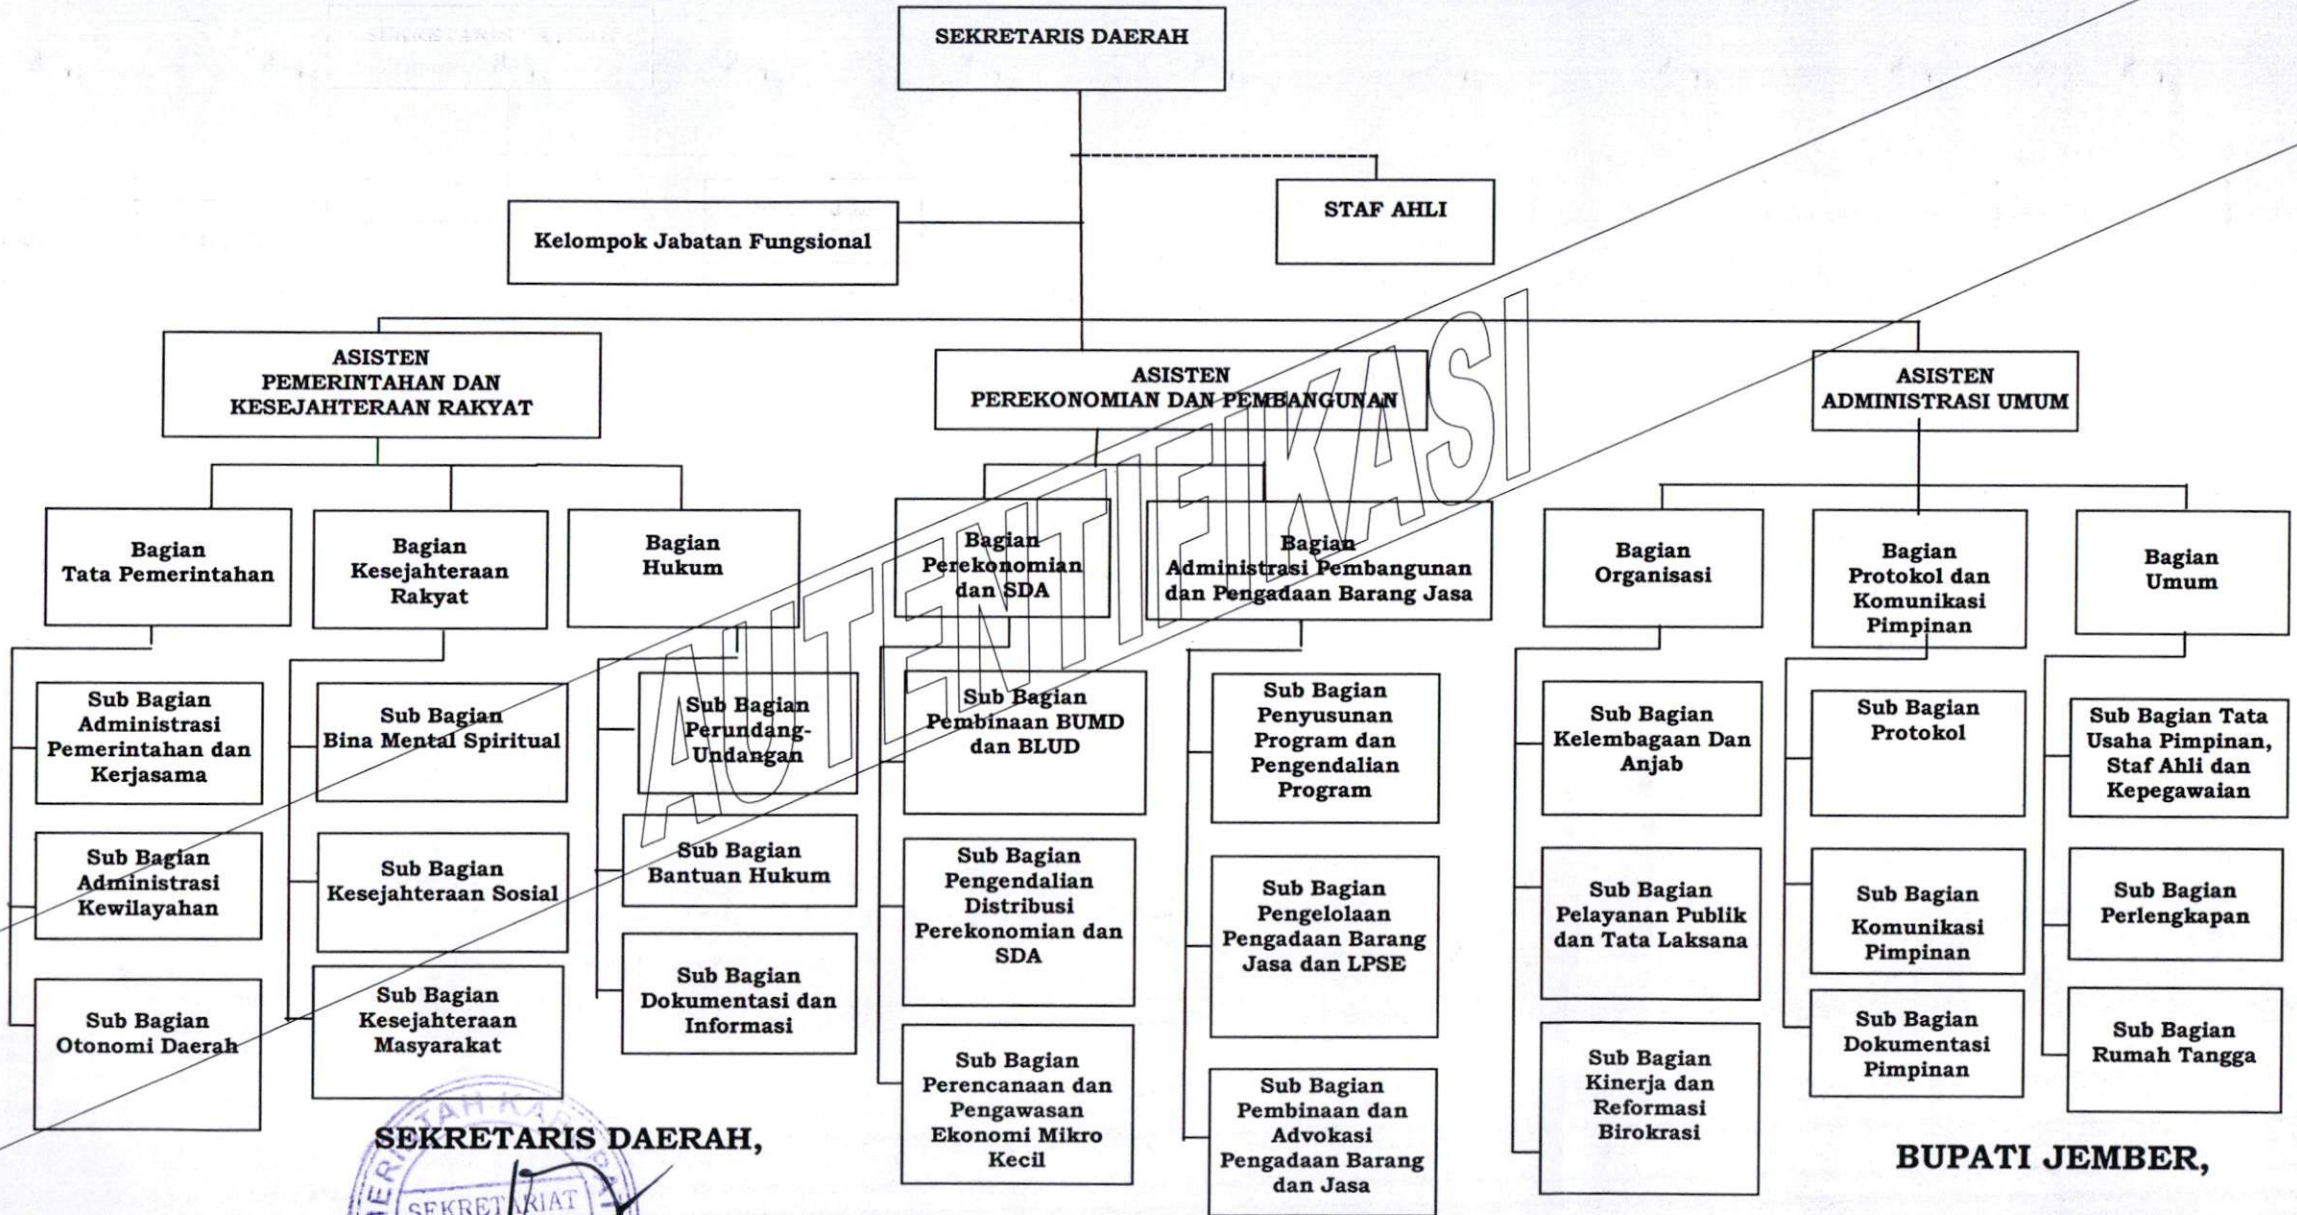 SEKRETARIS DAERAH
STAF AHLI
Kelompok Jabatan Fungsional
ASISTEN
PEMERINTAHAN DAN
KESEJAHTERAAN RAKYAT
ASISTEN
PEREKONOMIAN DAN PEMBANGUNAN
ASISTEN
ADMINISTRASI UMUM
Bagian
Tata Pemerintahan
Bagian
Kesejahteraan
Rakyat
Bagian
Hukum
Bagian
Perekonomian
dan SDA
Bagian
Administrasi Pembangunan
dan Pengadaan Barang Jasa
Bagian
Organisasi
Bagian
Protokol dan
Komunikasi
Pimpinan
Bagian
Umum
Sub Bagian
Administrasi
Pemerintahan dan
Kerjasama
Sub Bagian
Bina Mental Spiritual
Sub Bagian
Perundang-
Undangan
Sub Bagian
Pembinaan BUMD
dan BLUD
Sub Bagian
Penyusunan
Program dan
Pengendalian
Program
Sub Bagian
Kelembagaan Dan
Anjab
Sub Bagian
Protokol
Sub Bagian Tata
Usaha Pimpinan,
Staf Ahli dan
Kepegawaian
Sub Bagian
Administrasi
Kewilayahan
Sub Bagian
Kesejahteraan Sosial
Sub Bagian
Bantuan Hukum
Sub Bagian
Pengendalian
Distribusi
Perekonomian dan
SDA
Sub Bagian
Pengelolaan
Pengadaan Barang
Jasa dan LPSE
Sub Bagian
Pelayanan Publik
dan Tata Laksana
Sub Bagian
Komunikasi
Pimpinan
Sub Bagian
Perlengkapan
Sub Bagian
Otonomi Daerah
Sub Bagian
Kesejahteraan
Masyarakat
Sub Bagian
Dokumentasi dan
Informasi
Sub Bagian
Perencanaan dan
Pengawasan
Ekonomi Mikro
Kecil
Sub Bagian
Pembinaan dan
Advokasi
Pengadaan Barang
dan Jasa
Sub Bagian
Kinerja dan
Reformasi
Birokrasi
Sub Bagian
Dokumentasi
Pimpinan
Sub Bagian
Rumah Tangga
AUTENTIFIKASI
SEKRETARIS DAERAH,
SEKRETARIAT
BUPATI JEMBER,